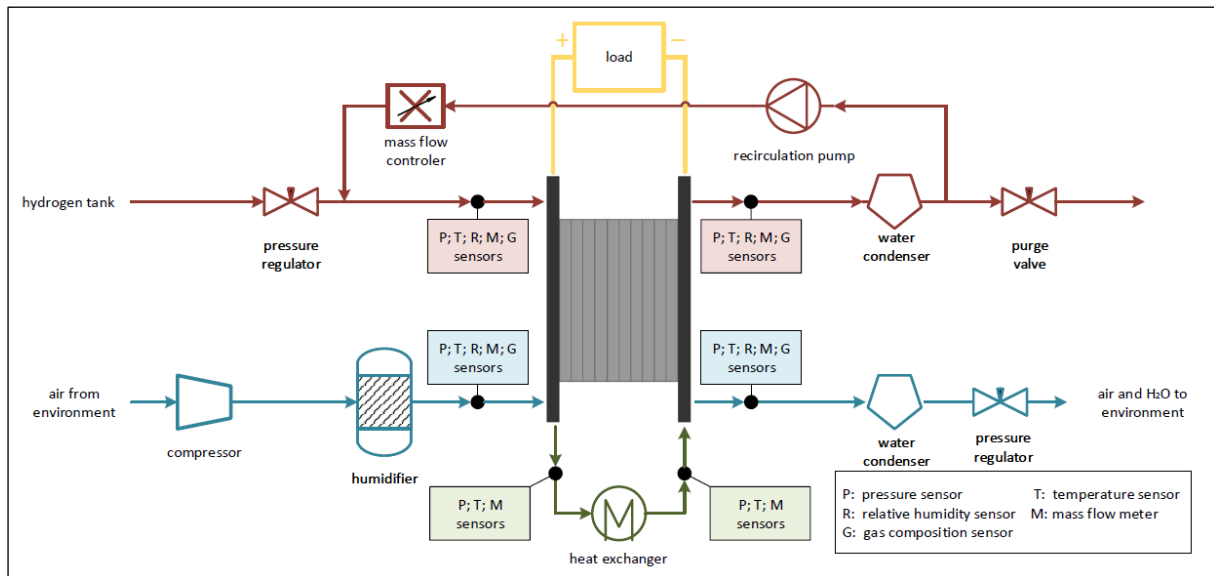 +
load
−
mass flow
controler
recirculation pump
hydrogen tank
pressure
regulator
P; T; R; M; G
sensors
P; T; R; M; G
sensors
water
condenser
purge
valve
P; T; R; M; G
sensors
P; T; R; M; G
sensors
air from
environment
compressor
humidifier
water
condenser
pressure
regulator
air and H₂O to
environment
P; T; M
sensors
heat exchanger
P; T; M
sensors
P: pressure sensor T: temperature sensor
R: relative humidity sensor M: mass flow meter
G: gas composition sensor